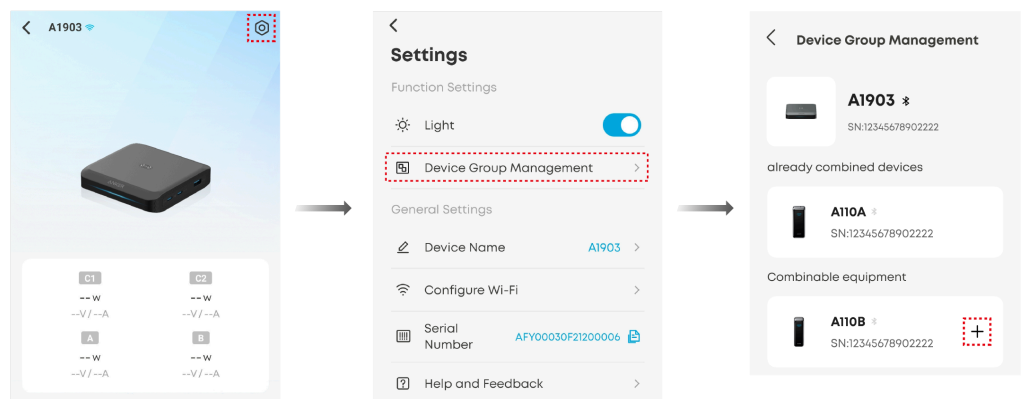 A1903
C1
C2
-- W
-- W
--V/--A
--V/--A
A
B
-- W
-- W
--V/--A
--V/--A
Settings
Function Settings
Light
Device Group Management
General Settings
Device Name
A1903
Configure Wi-Fi
Serial
Number
AFY00030F21200006
Help and Feedback
Device Group Management
A1903
SN:12345678902222
already combined devices
A110A
SN:12345678902222
Combinable equipment
A110B
SN:12345678902222